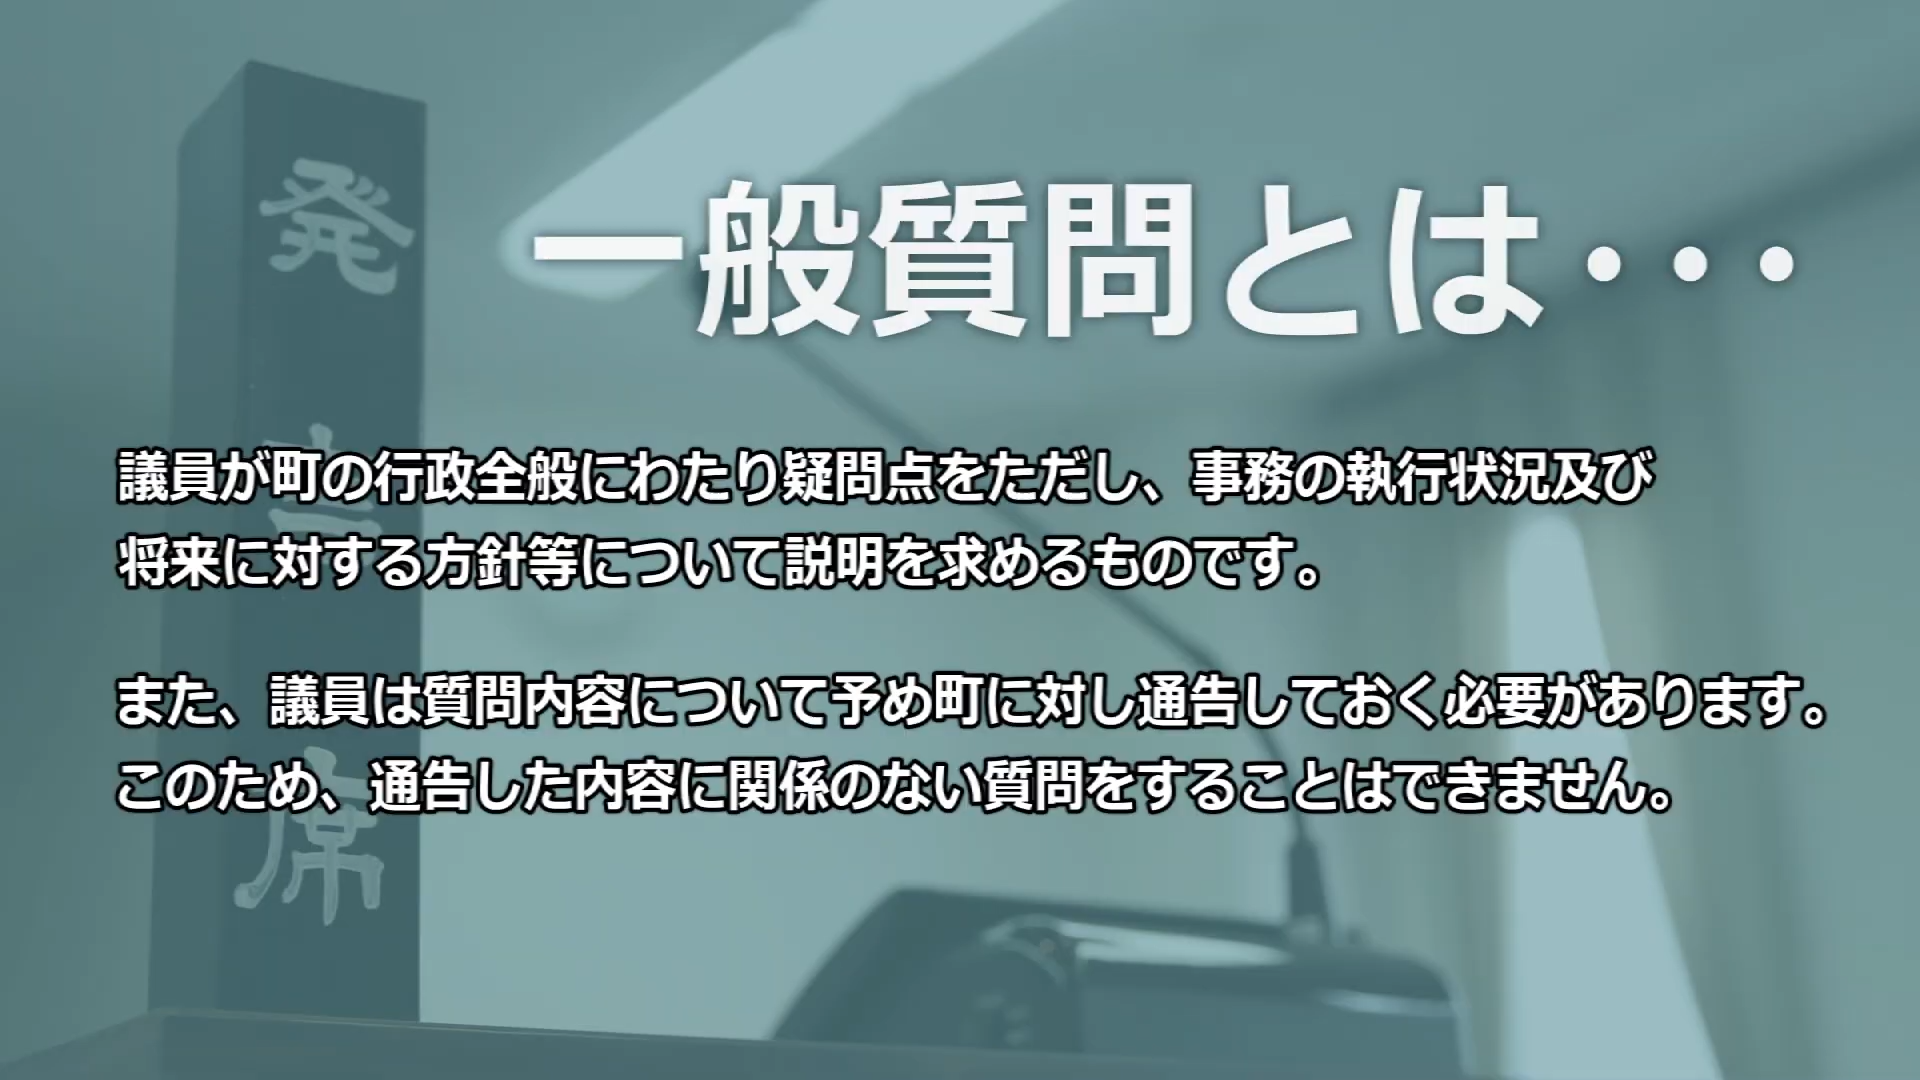 一般質問とは・・・
議員が町の行政全般にわたり疑問点をただし、事務の執行状況及び
将来に対する方針等について説明を求めるものです。
また、議員は質問内容について予め町に対し通告しておく必要があります。
このため、通告した内容に関係のない質問をすることはできません。
発言席